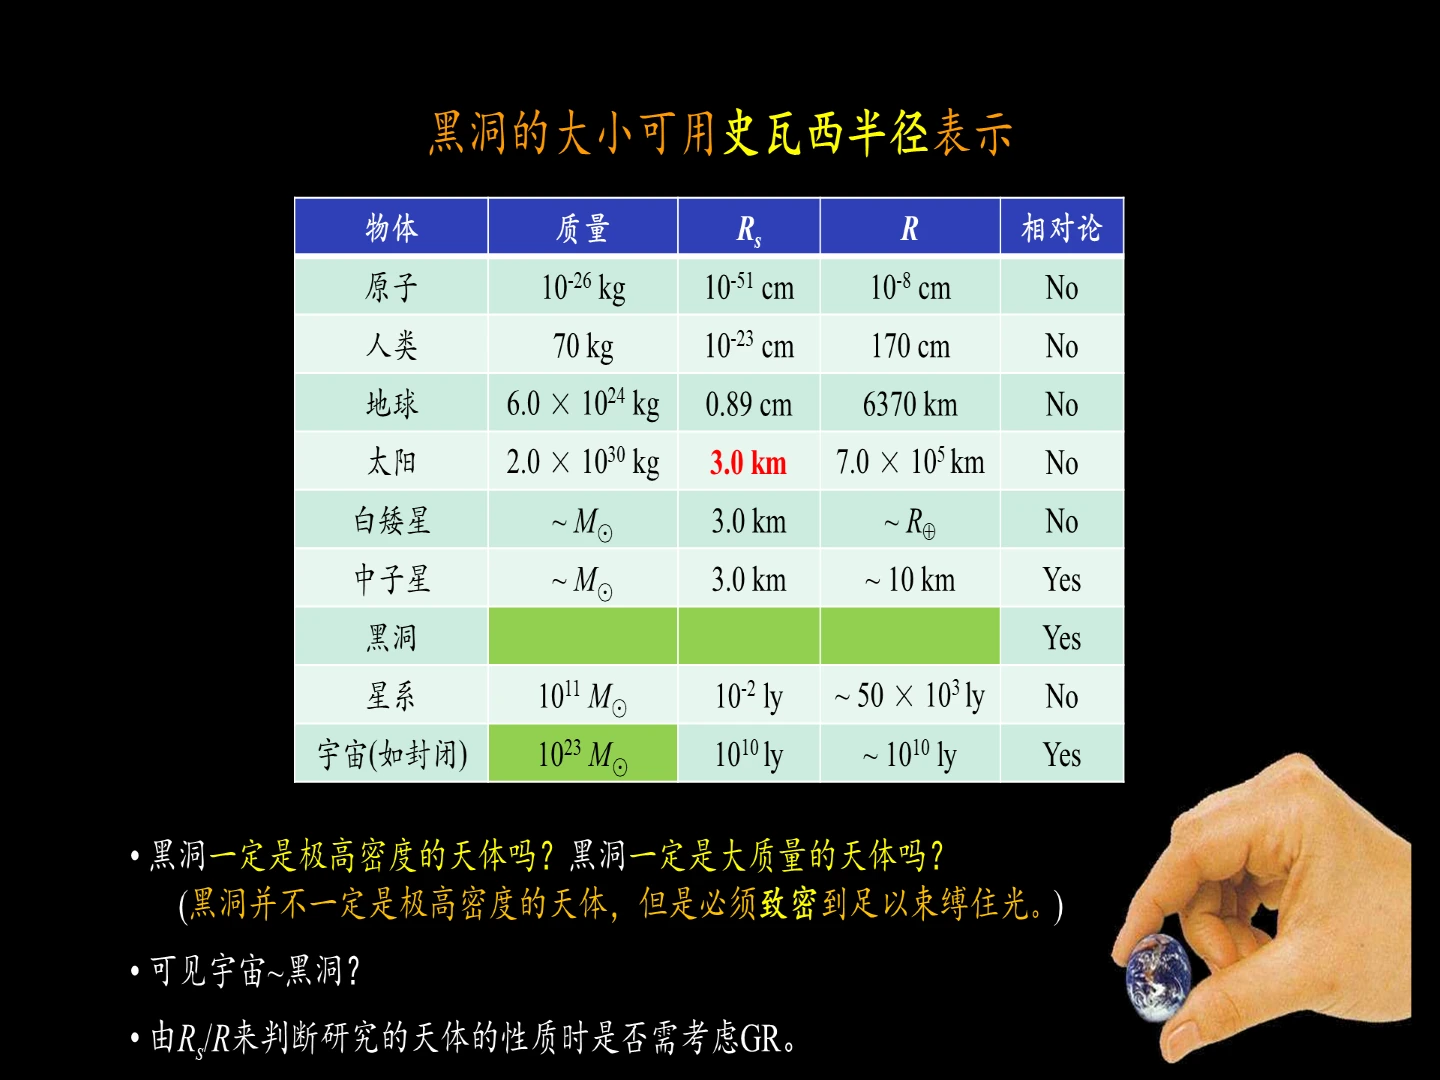 黑洞的大小可用史瓦西半径表示
物体 质量 Rs R 相对论
原子 10⁻²⁶ kg 10⁻⁵¹ cm 10⁻⁸ cm No
人类 70 kg 10⁻²³ cm 170 cm No
地球 6.0 × 10²⁴ kg 0.89 cm 6370 km No
太阳 2.0 × 10³⁰ kg 3.0 km 7.0 × 10⁵ km No
白矮星 ~ M⊙ 3.0 km ~ R⊕ No
中子星 ~ M⊙ 3.0 km ~ 10 km Yes
黑洞 Yes
星系 10¹¹ M⊙ 10⁻² ly ~ 50 × 10³ ly No
宇宙(如封闭) 10²³ M⊙ 10¹⁰ ly ~ 10¹⁰ ly Yes
• 黑洞一定是极高密度的天体吗？黑洞一定是大质量的天体吗？
(黑洞并不一定是极高密度的天体，但是必须致密到足以束缚住光。)
• 可见宇宙~黑洞？
• 由Rs/R来判断研究的天体的性质时是否需考虑GR。